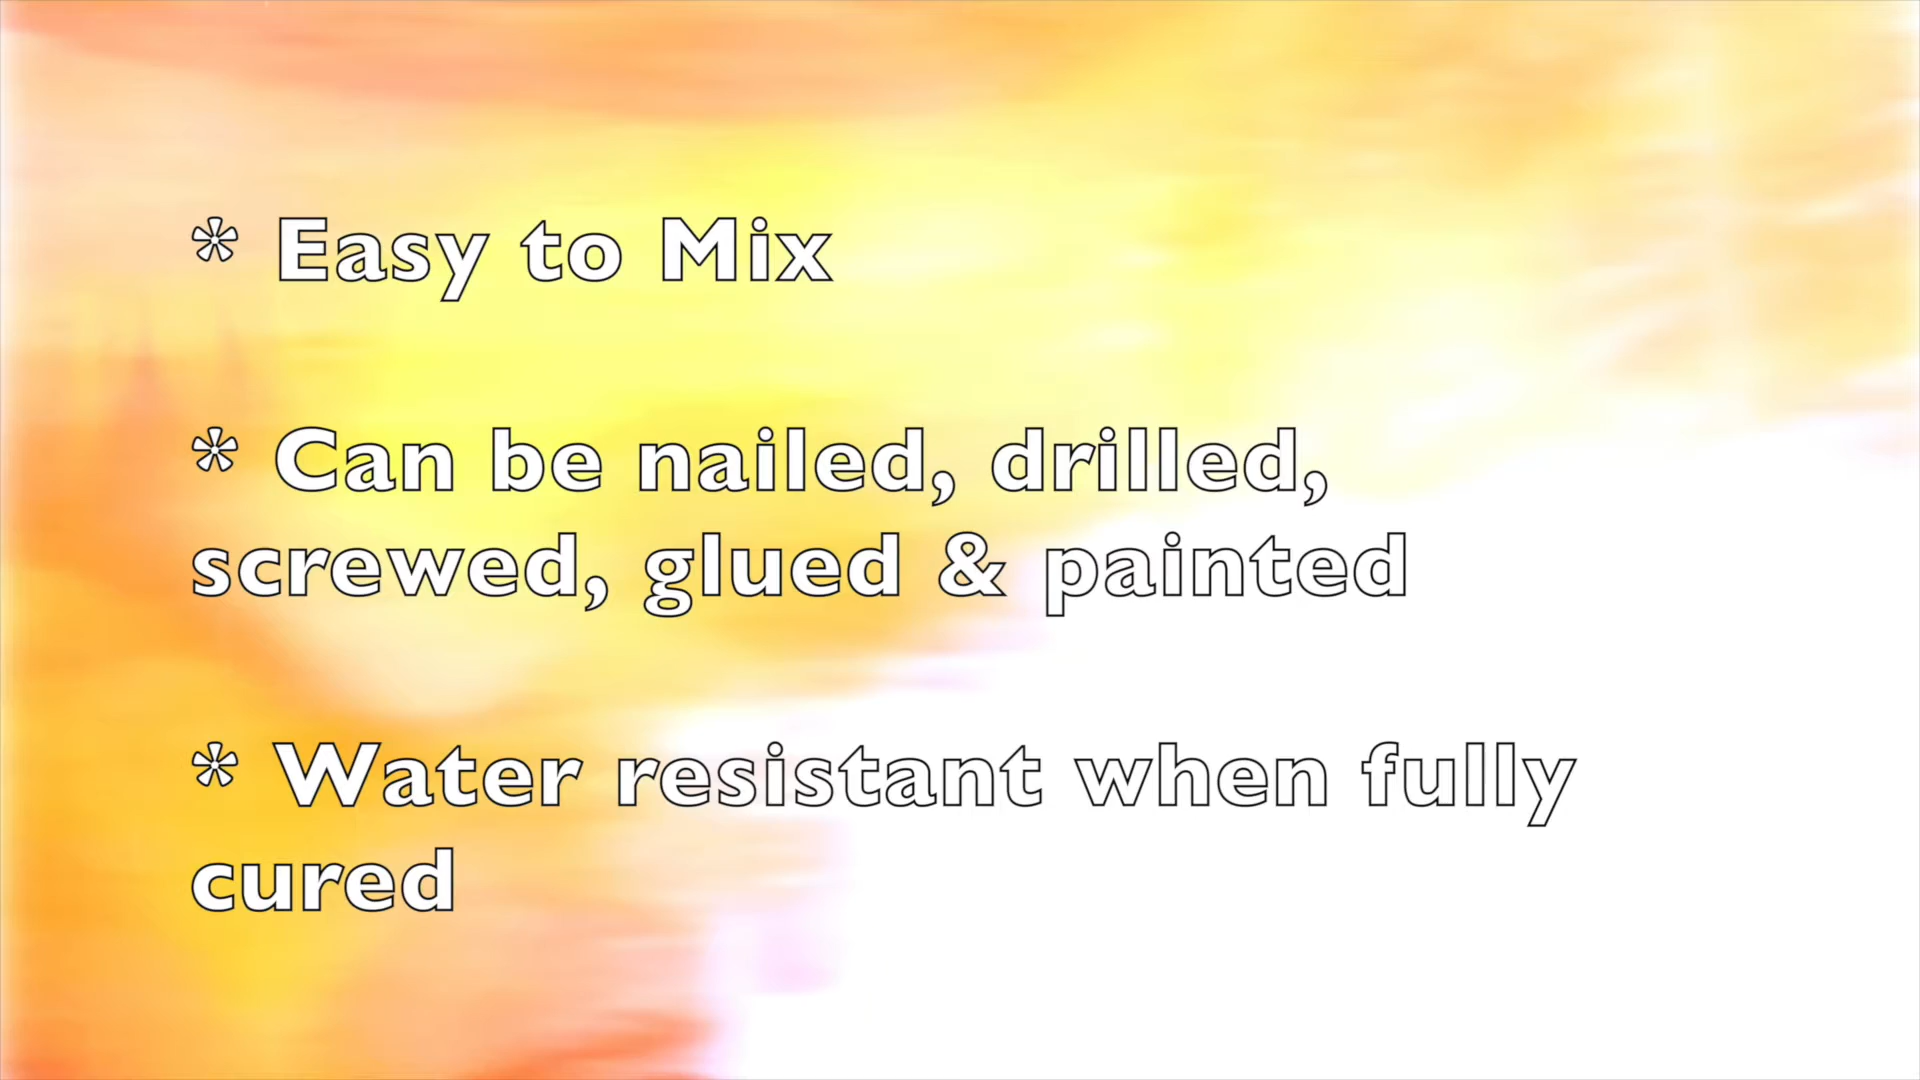 * Easy to Mix
* Can be nailed, drilled,
screwed, glued & painted
* Water resistant when fully
cured